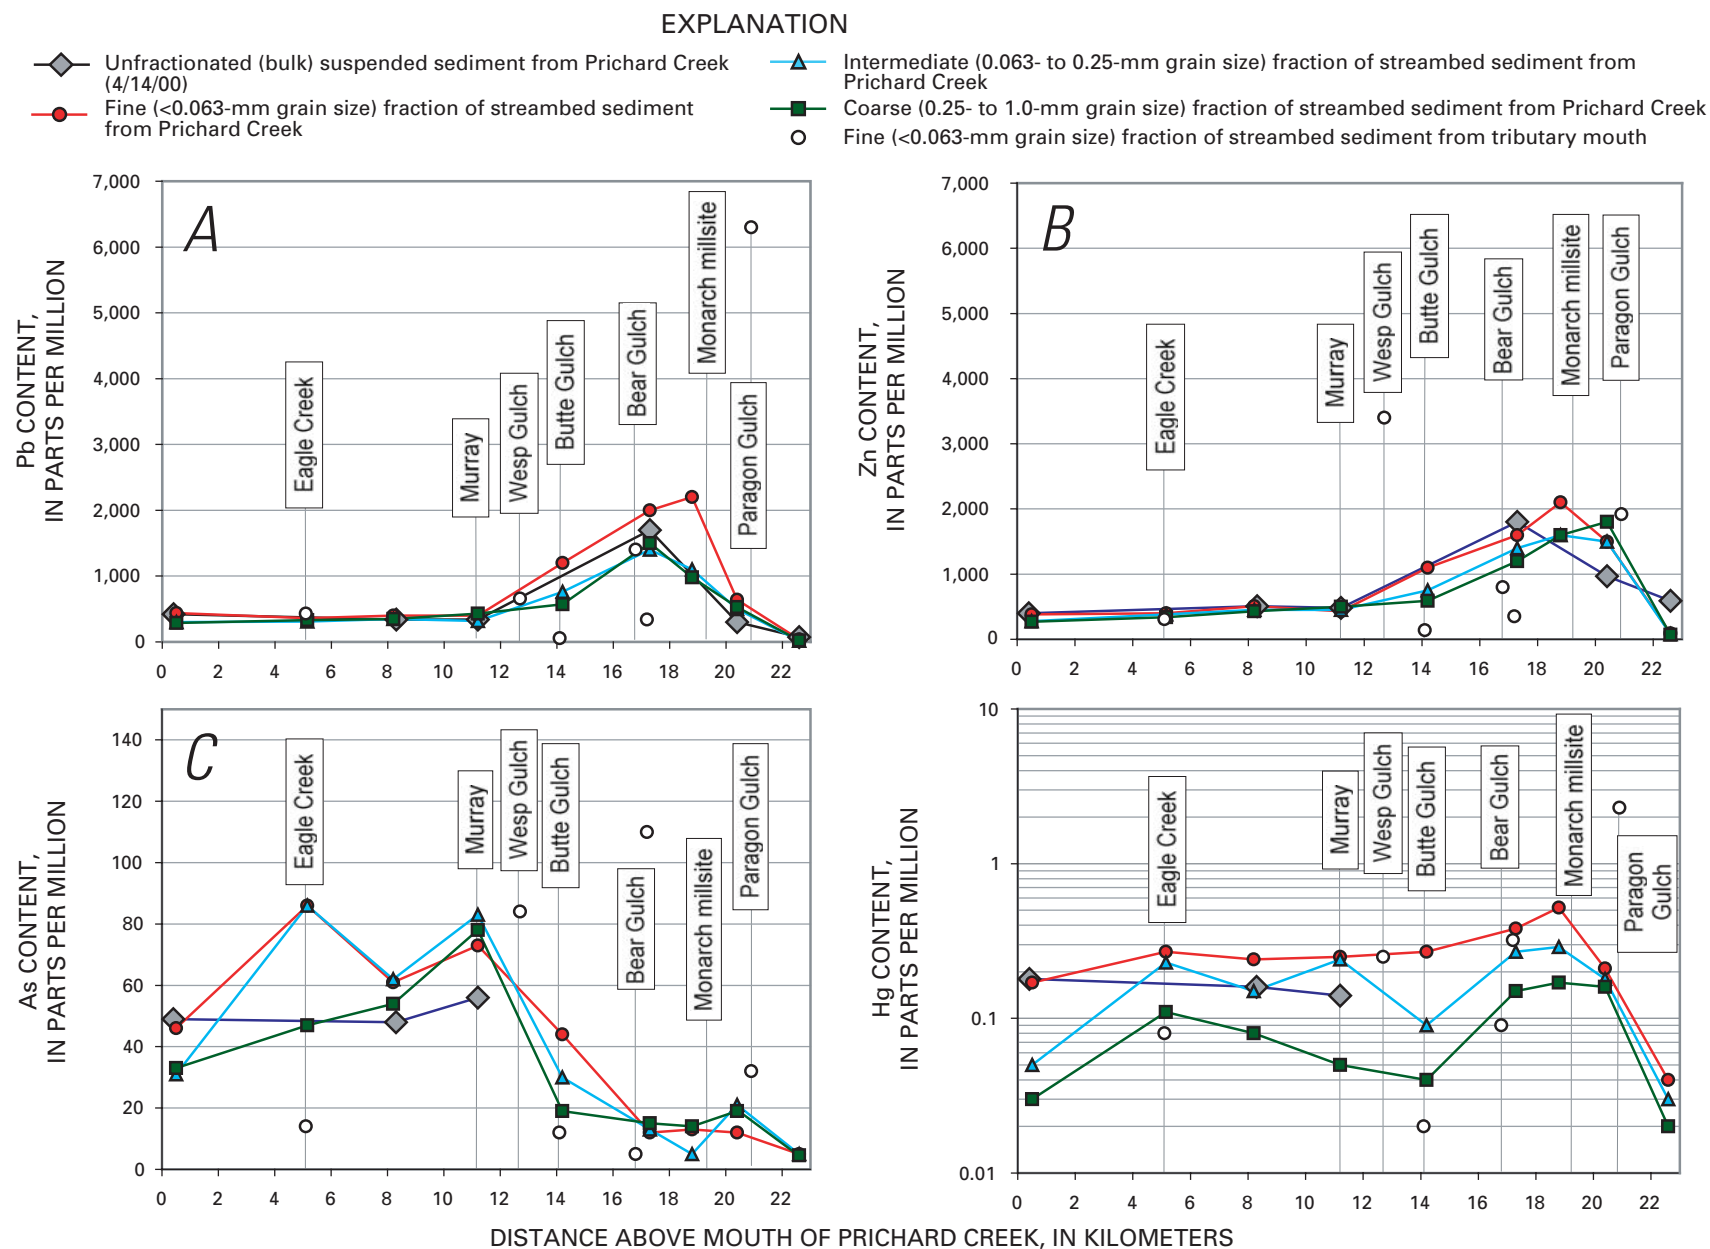 EXPLANATION
Unfractionated (bulk) suspended sediment from Prichard Creek
(4/14/00)
Fine (<0.063-mm grain size) fraction of streambed sediment
from Prichard Creek
Intermediate (0.063- to 0.25-mm grain size) fraction of streambed sediment from
Prichard Creek
Coarse (0.25- to 1.0-mm grain size) fraction of streambed sediment from Prichard Creek
Fine (<0.063-mm grain size) fraction of streambed sediment from tributary mouth
A
Pb CONTENT,
IN PARTS PER MILLION
7,000
6,000
5,000
4,000
3,000
2,000
1,000
0
Eagle Creek
Murray
Wesp Gulch
Butte Gulch
Bear Gulch
Monarch millsite
Paragon Gulch
0 2 4 6 8 10 12 14 16 18 20 22
B
Zn CONTENT,
IN PARTS PER MILLION
7,000
6,000
5,000
4,000
3,000
2,000
1,000
0
Eagle Creek
Murray
Wesp Gulch
Butte Gulch
Bear Gulch
Monarch millsite
Paragon Gulch
0 2 4 6 8 10 12 14 16 18 20 22
C
As CONTENT,
IN PARTS PER MILLION
140
120
100
80
60
40
20
0
Eagle Creek
Murray
Wesp Gulch
Butte Gulch
Bear Gulch
Monarch millsite
Paragon Gulch
0 2 4 6 8 10 12 14 16 18 20 22
Hg CONTENT,
IN PARTS PER MILLION
10
1
0.1
0.01
Eagle Creek
Murray
Wesp Gulch
Butte Gulch
Bear Gulch
Monarch millsite
Paragon
Gulch
0 2 4 6 8 10 12 14 16 18 20 22
DISTANCE ABOVE MOUTH OF PRICHARD CREEK, IN KILOMETERS